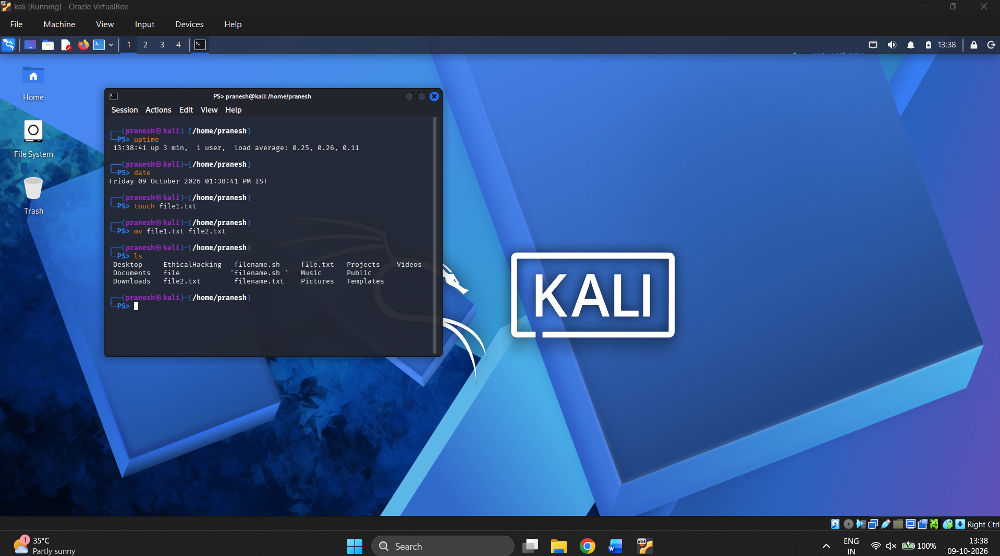 kali [Running] - Oracle VirtualBox
File Machine View Input Devices Help
1 2 3 4
13:38
Home
File System
Trash
PS> pranesh@kali: /home/pranesh
Session Actions Edit View Help
┌──(pranesh㉿kali)-[/home/pranesh]
└─PS> uptime
 13:38:41 up 3 min,  1 user,  load average: 0.25, 0.26, 0.11
┌──(pranesh㉿kali)-[/home/pranesh]
└─PS> date
Friday 09 October 2026 01:38:41 PM IST
┌──(pranesh㉿kali)-[/home/pranesh]
└─PS> touch file1.txt
┌──(pranesh㉿kali)-[/home/pranesh]
└─PS> mv file1.txt file2.txt
┌──(pranesh㉿kali)-[/home/pranesh]
└─PS> ls
 Desktop     EthicalHacking   filename.sh     file.txt   Projects    Videos
 Documents   file            'filename.sh '   Music      Public
 Downloads   file2.txt        filename.txt    Pictures   Templates
┌──(pranesh㉿kali)-[/home/pranesh]
└─PS>
KALI
Right Ctrl
1
35°C
Partly sunny
Search
x64
W
ENG
IN
100%
13:38
09-10-2026